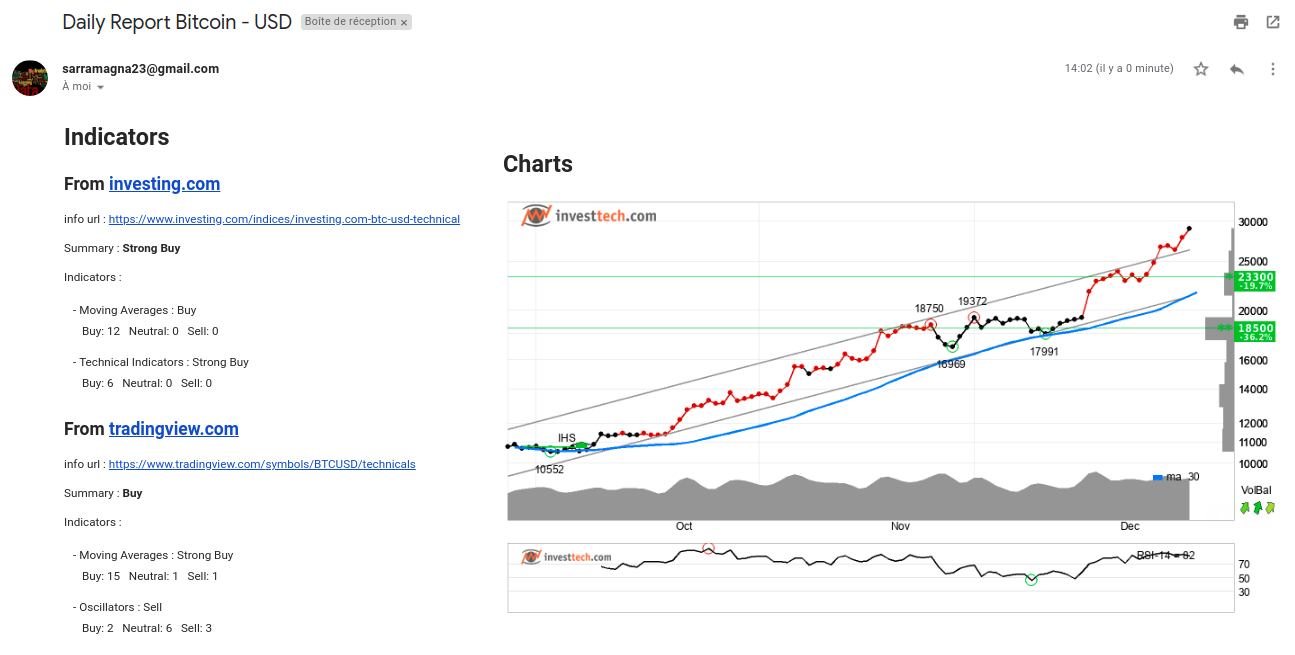 Daily Report Bitcoin - USD Boîte de réception ×
sarramagna23@gmail.com
14:02 (il y a 0 minute)
À moi
Indicators
From investing.com
info url : https://www.investing.com/indices/investing.com-btc-usd-technical
Summary : Strong Buy
Indicators :
- Moving Averages : Buy
Buy: 12 Neutral: 0 Sell: 0
- Technical Indicators : Strong Buy
Buy: 6 Neutral: 0 Sell: 0
From tradingview.com
info url : https://www.tradingview.com/symbols/BTCUSD/technicals
Summary : Buy
Indicators :
- Moving Averages : Strong Buy
Buy: 15 Neutral: 1 Sell: 1
- Oscillators : Sell
Buy: 2 Neutral: 6 Sell: 3
Charts
investtech.com
30000
25000
23300
-19.7%
20000
** 18500
-36.2%
16000
14000
12000
11000
10000
18750
19372
16969
17991
IHS
10552
ma 30
VolBal
Oct
Nov
Dec
investtech.com
RSI-14 = 82
70
50
30